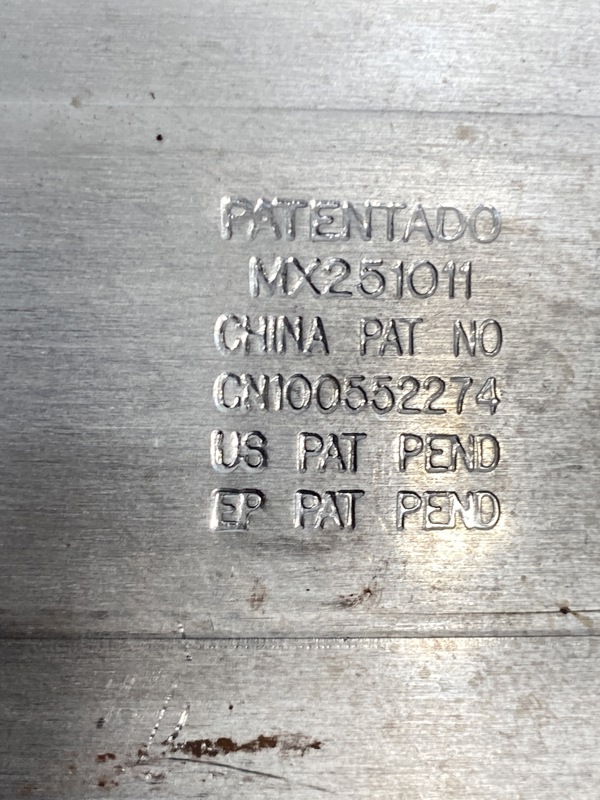 PATENTADO
MX251011
CHINA PAT NO
CN100552274
US PAT PEND
EP PAT PEND